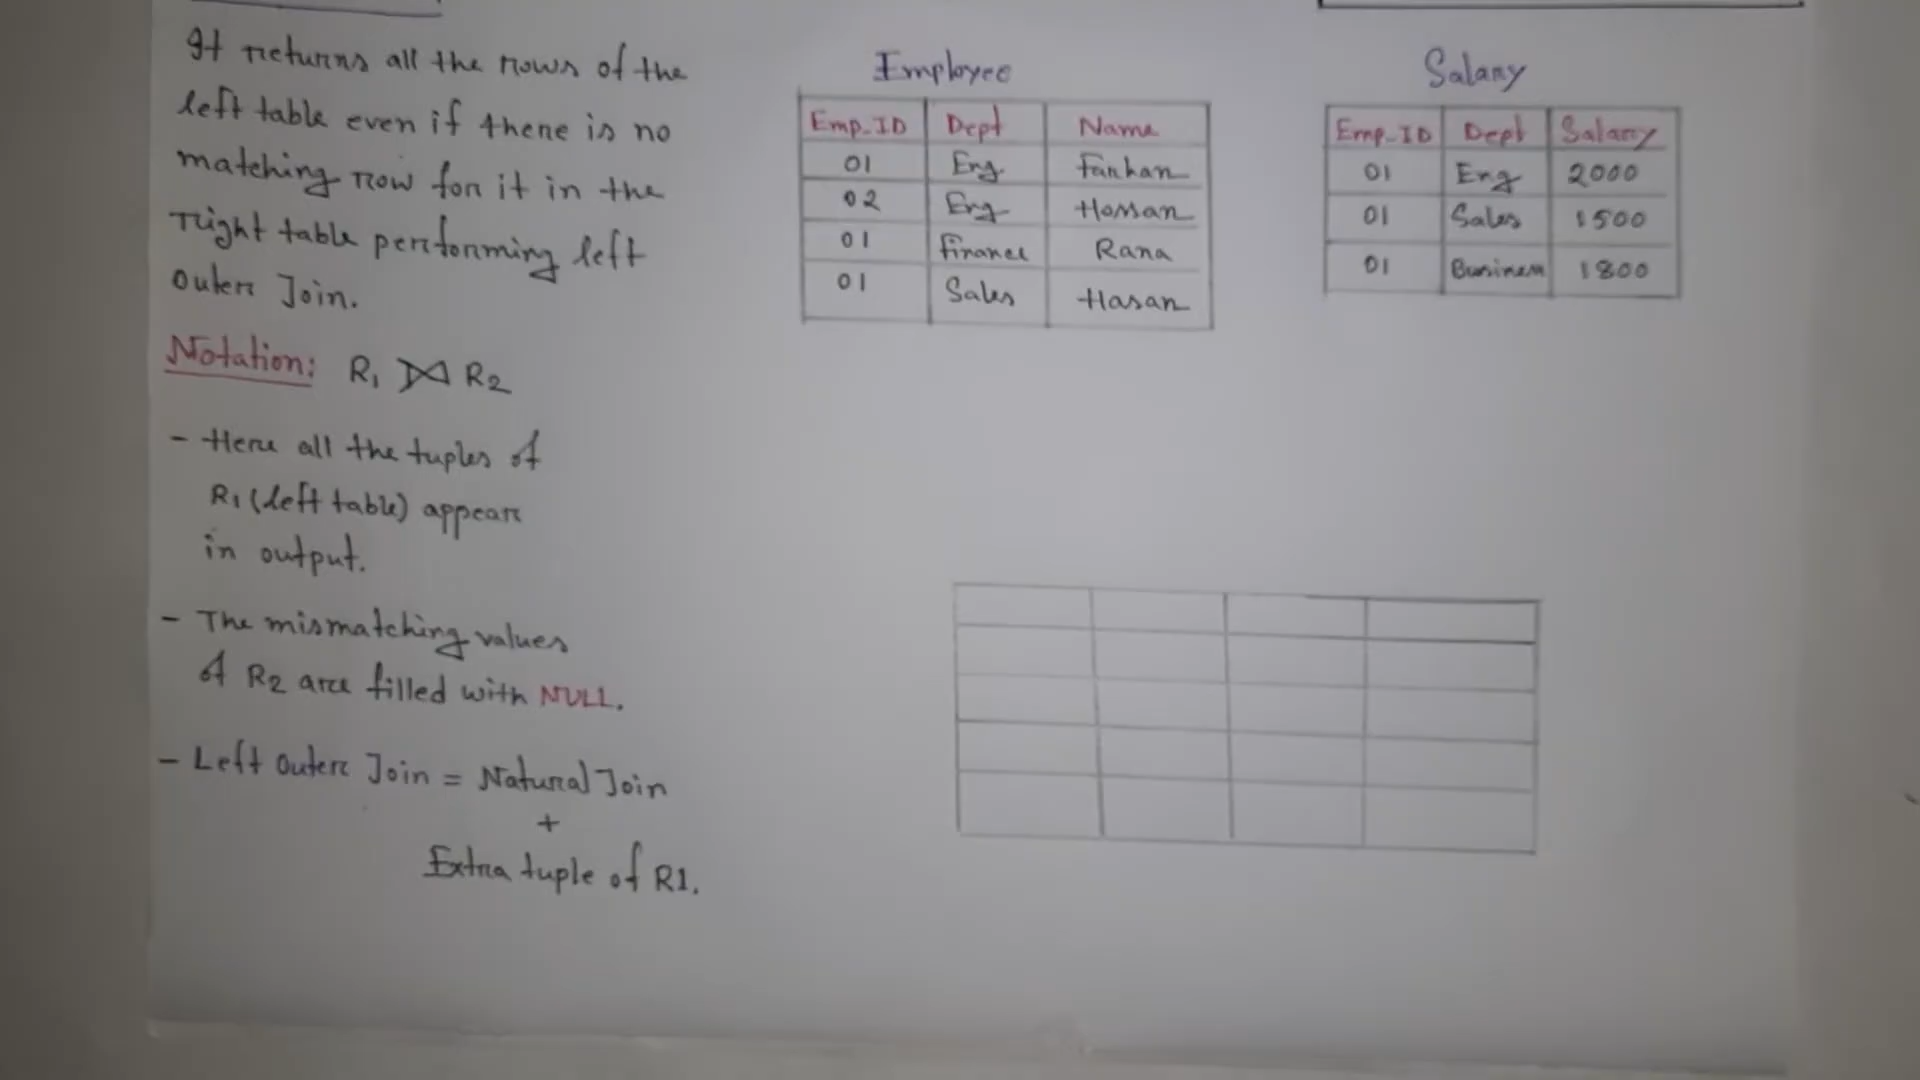 It returns all the rows of the
left table even if there is no
matching row for it in the
right table performing left
outer Join.
Notation: R1 ⟕ R2
- Here all the tuples of
R1 (left table) appear
in output.
- The mismatching values
of R2 are filled with NULL.
- Left outer Join = Natural Join
+
Extra tuple of R1.
Employee
Emp_ID Dept Name
01 Eng. Farhan
02 Eng Hossan
01 finance Rana
01 Sales Hasan
Salary
Emp_ID Dept Salary
01 Eng 2000
01 Sales 1500
01 Business 1800